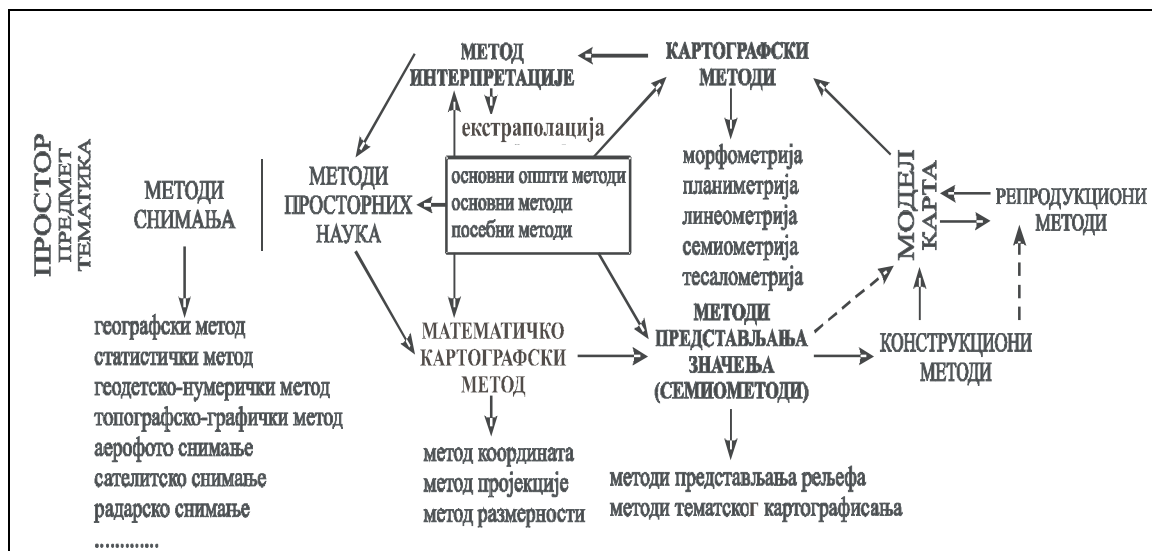 ПРОСТОР
ПРЕДМЕТ
ТЕМАТИКА
МЕТОДИ
СНИМАЊА
географски метод
статистички метод
геодетско-нумерички метод
топографско-графички метод
аерофото снимање
сателитско снимање
радарско снимање
.............
МЕТОДИ
ПРОСТОРНИХ
НАУКА
МЕТОД
ИНТЕРПРЕТАЦИЈЕ
екстраполација
основни општи методи
основни методи
посебни методи
МАТЕМАТИЧКО
КАРТОГРАФСКИ
МЕТОД
метод координата
метод пројекције
метод размерности
КАРТОГРАФСКИ
МЕТОДИ
морфометрија
планиметрија
линеометрија
семиометрија
тесалометрија
МЕТОДИ
ПРЕДСТАВЉАЊА
ЗНАЧЕЊА
(СЕМИОМЕТОДИ)
методи представљања рељефа
методи тематског картографисања
МОДЕЛ
КАРТА
РЕПРОДУКЦИОНИ
МЕТОДИ
КОНСТРУКЦИОНИ
МЕТОДИ